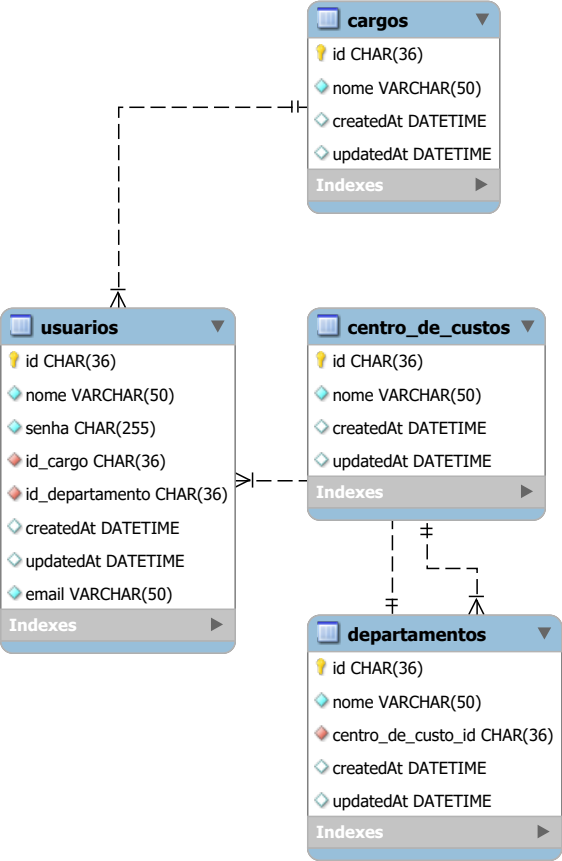 cargos
id CHAR(36)
nome VARCHAR(50)
createdAt DATETIME
updatedAt DATETIME
Indexes
usuarios
id CHAR(36)
nome VARCHAR(50)
senha CHAR(255)
id_cargo CHAR(36)
id_departamento CHAR(36)
createdAt DATETIME
updatedAt DATETIME
email VARCHAR(50)
Indexes
centro_de_custos
id CHAR(36)
nome VARCHAR(50)
createdAt DATETIME
updatedAt DATETIME
Indexes
departamentos
id CHAR(36)
nome VARCHAR(50)
centro_de_custo_id CHAR(36)
createdAt DATETIME
updatedAt DATETIME
Indexes